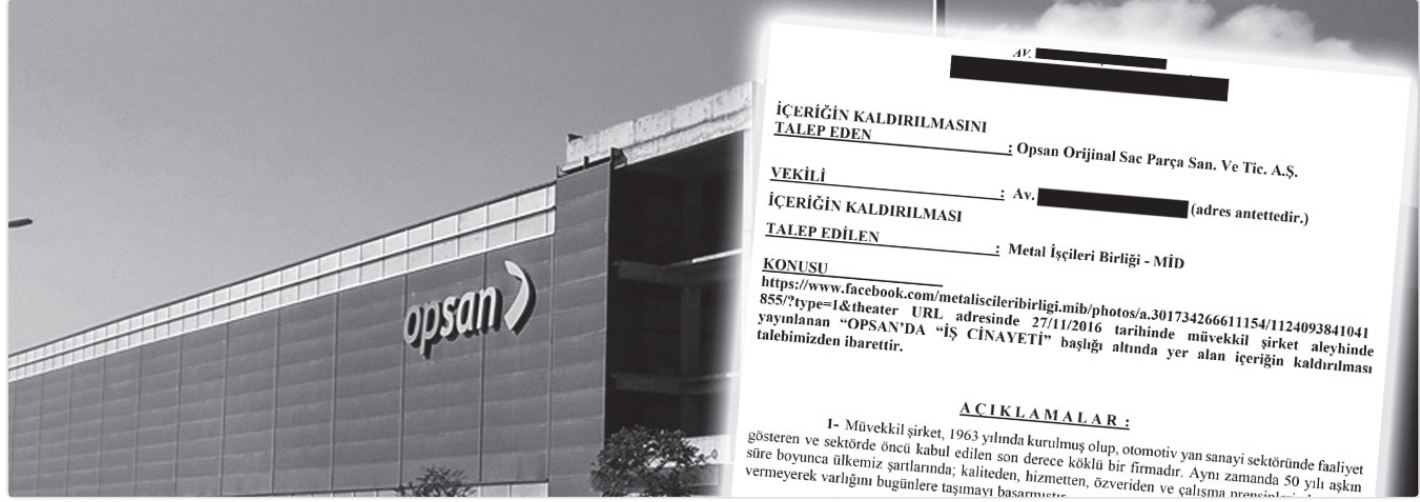 opsan
AV.
İÇERİĞİN KALDIRILMASINI
TALEP EDEN : Opsan Orijinal Sac Parça San. Ve Tic. A.Ş.
VEKİLİ : Av. (adres antettedir.)
İÇERİĞİN KALDIRILMASI
TALEP EDİLEN : Metal İşçileri Birliği - MİD
KONUSU
https://www.facebook.com/metaliscileribirligi.mib/photos/a.301734266611154/1124093841041
855/?type=1&theater URL adresinde 27/11/2016 tarihinde müvekkil şirket aleyhinde
yayınlanan “OPSAN’DA “İŞ CİNAYETİ” başlığı altında yer alan içeriğin kaldırılması
talebimizden ibarettir.
AÇIKLAMALAR :
1- Müvekkil şirket, 1963 yılında kurulmuş olup, otomotiv yan sanayi sektöründe faaliyet
gösteren ve sektörde öncü kabul edilen son derece köklü bir firmadır. Aynı zamanda 50 yılı aşkın
süre boyunca ülkemiz şartlarında; kaliteden, hizmetten, özveriden ve çalışma
vermeyerek varlığını bugünlere taşımayı başarmıştır.